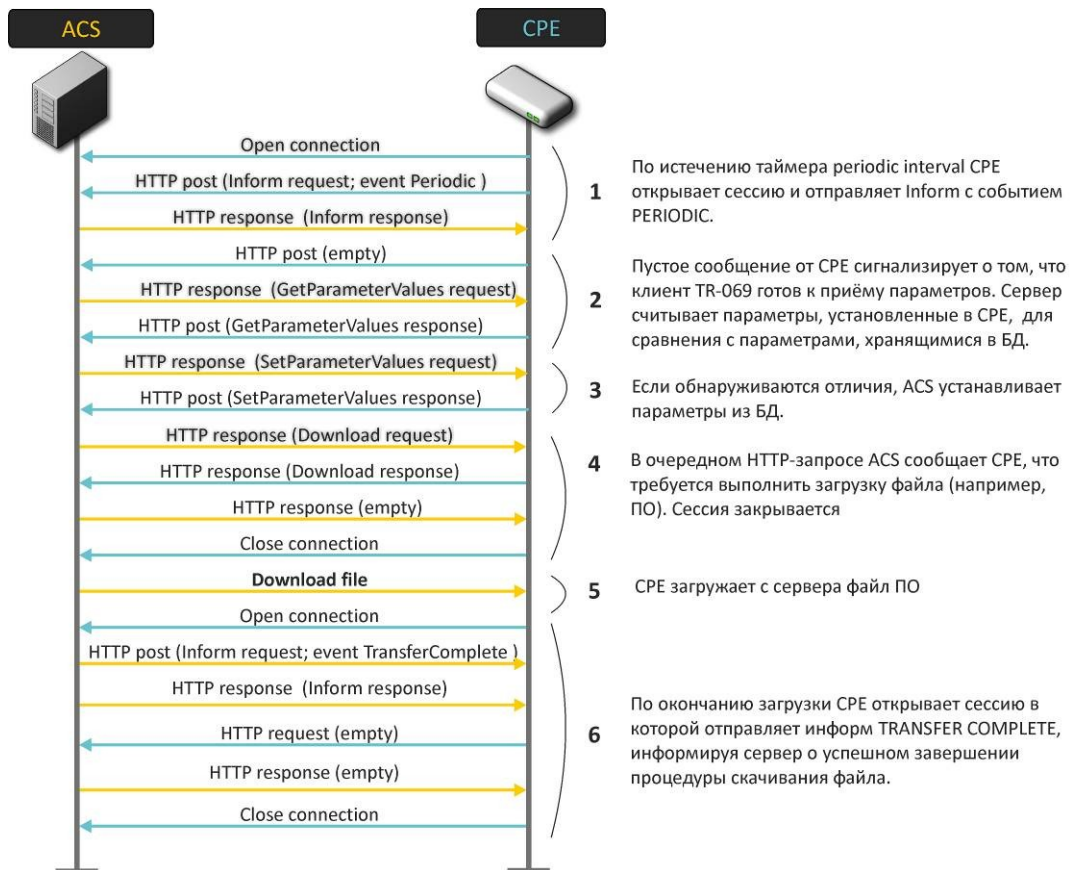 ACS
CPE
Open connection
HTTP post (Inform request; event Periodic )
HTTP response  (Inform response)
1
По истечению таймера periodic interval CPE
открывает сессию и отправляет Inform с событием
PERIODIC.
HTTP post (empty)
HTTP response  (GetParameterValues request)
HTTP post (GetParameterValues response)
2
Пустое сообщение от CPE сигнализирует о том, что
клиент TR-069 готов к приёму параметров. Сервер
считывает параметры, установленные в CPE,  для
сравнения с параметрами, хранящимися в БД.
HTTP response  (SetParameterValues request)
HTTP post (SetParameterValues response)
3
Если обнаруживаются отличия, ACS устанавливает
параметры из БД.
HTTP response (Download request)
HTTP response (Download response)
HTTP response (empty)
Close connection
4
В очередном HTTP-запросе ACS сообщает CPE, что
требуется выполнить загрузку файла (например,
ПО). Сессия закрывается
Download file
5
CPE загружает с сервера файл ПО
Open connection
HTTP post (Inform request; event TransferComplete )
HTTP response  (Inform response)
HTTP request (empty)
HTTP response (empty)
Close connection
6
По окончанию загрузки CPE открывает сессию в
которой отправляет информ TRANSFER COMPLETE,
информируя сервер о успешном завершении
процедуры скачивания файла.